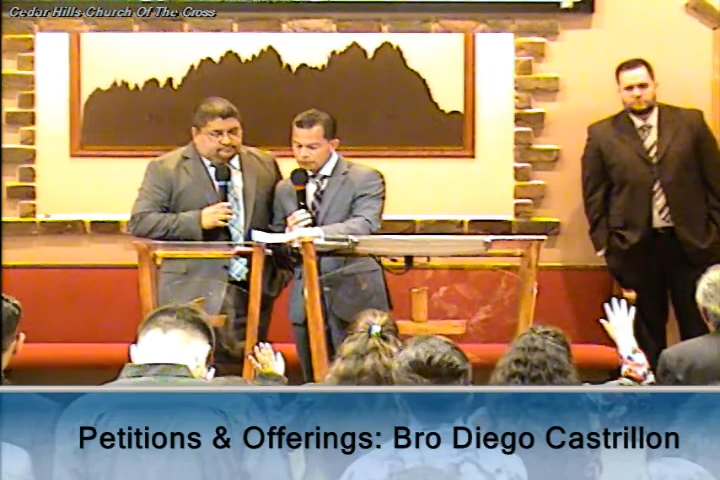 Cedar Hills Church Of The Cross
Petitions & Offerings: Bro Diego Castrillon